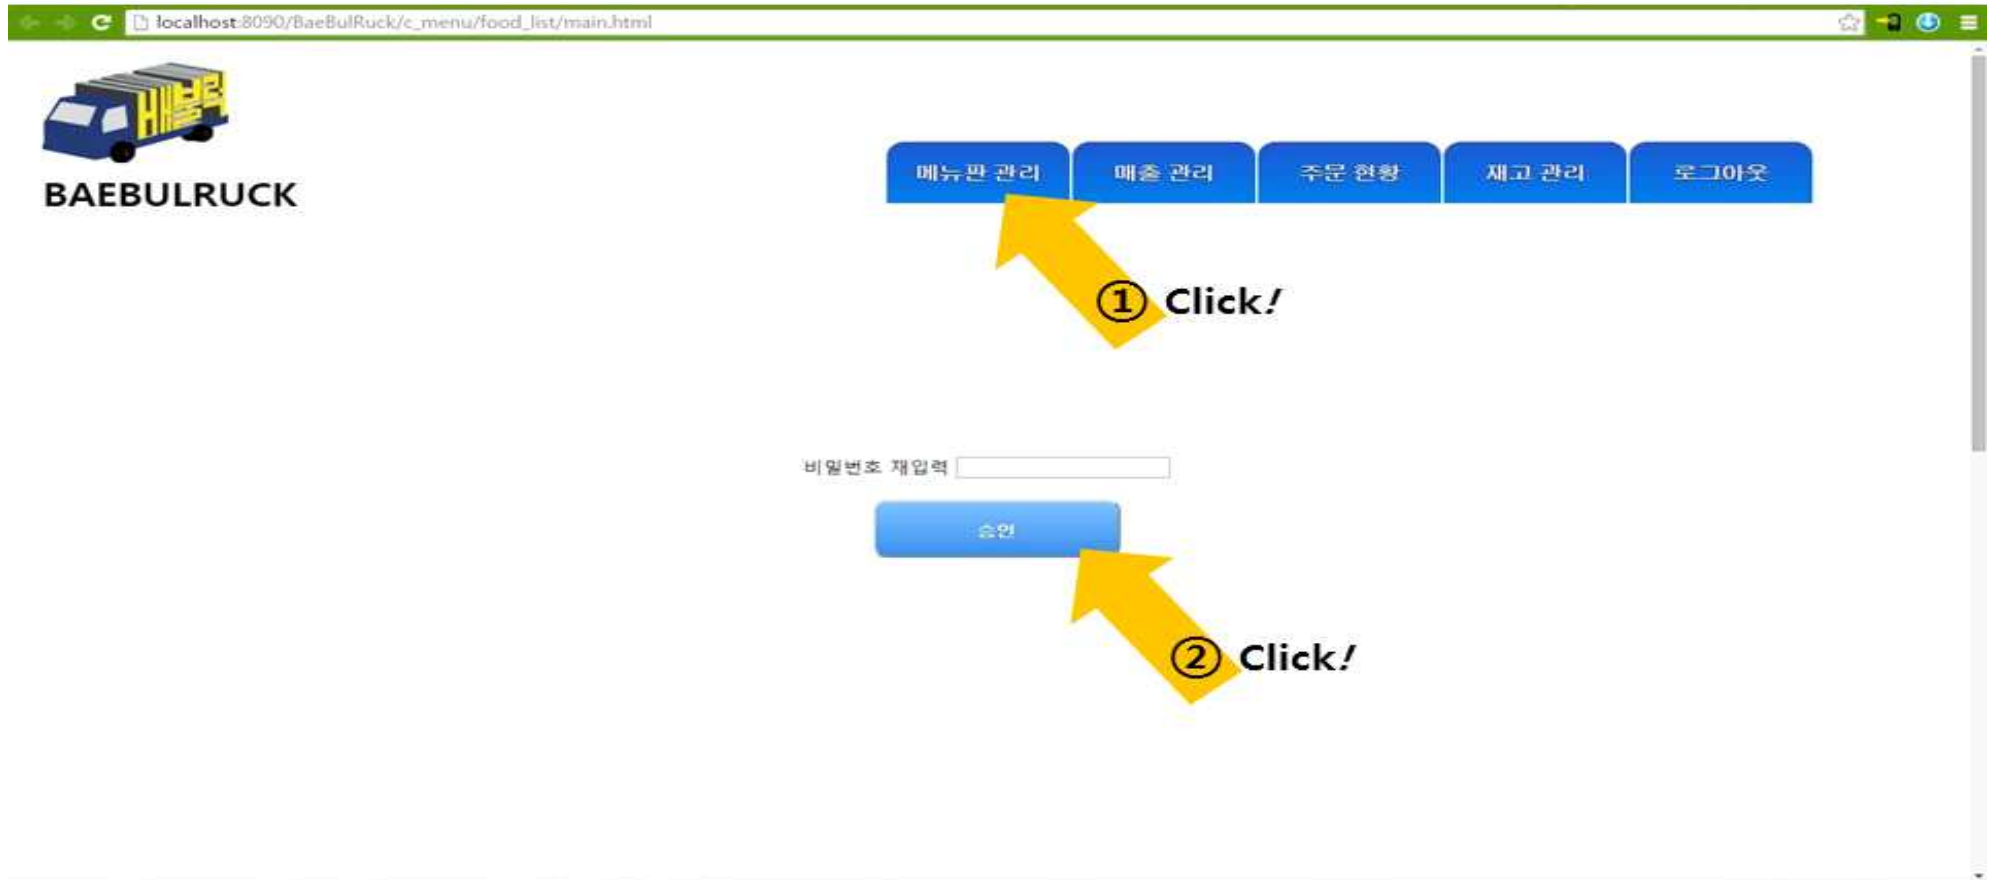 localhost:8090/BaeBulRuck/c_menu/food_list/main.html
배불럭
BAEBULRUCK
메뉴판 관리
매출 관리
주문 현황
재고 관리
로그아웃
① Click!
비밀번호 재입력
승인
② Click!